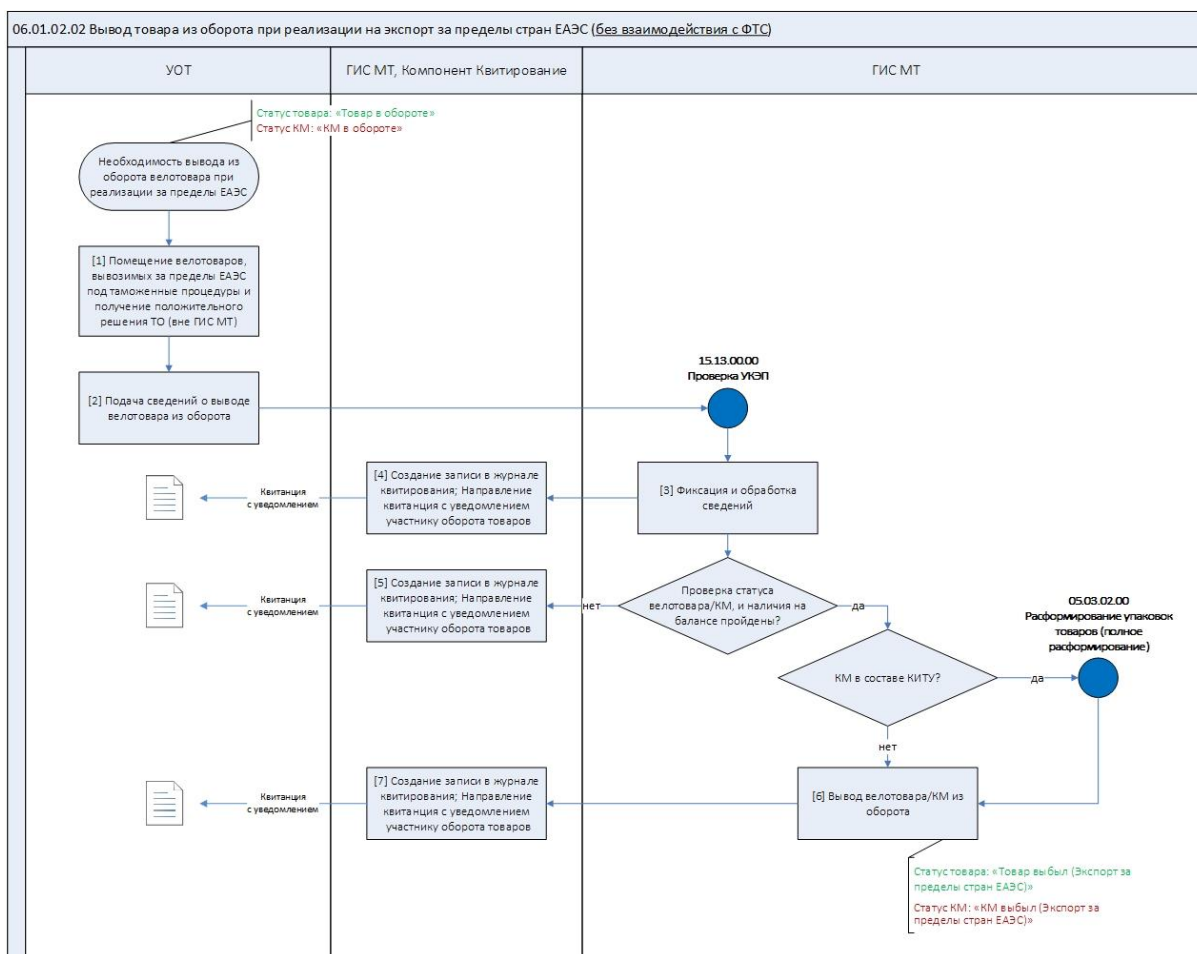 06.01.02.02 Вывод товара из оборота при реализации на экспорт за пределы стран ЕАЭС (без взаимодействия с ФТС)
УОТ
ГИС МТ, Компонент Квитирование
ГИС МТ
Статус товара: «Товар в обороте»
Статус КМ: «КМ в обороте»
Необходимость вывода из
оборота велотовара при
реализации за пределы ЕАЭС
[1] Помещение велотоваров,
вывозимых за пределы ЕАЭС
под таможенные процедуры и
получение положительного
решения ТО (вне ГИС МТ)
[2] Подача сведений о выводе
велотовара из оборота
15.13.00.00
Проверка УКЭП
[3] Фиксация и обработка
сведений
[4] Создание записи в журнале
квитирования; Направление
квитанция с уведомлением
участнику оборота товаров
Квитанция
с уведомлением
Проверка статуса
велотовара/КМ, и наличия на
балансе пройдены?
нет
да
[5] Создание записи в журнале
квитирования; Направление
квитанция с уведомлением
участнику оборота товаров
Квитанция
с уведомлением
05.03.02.00
Расформирование упаковок
товаров (полное
расформирование)
КМ в составе КИТУ?
да
нет
[6] Вывод велотовара/КМ из
оборота
[7] Создание записи в журнале
квитирования; Направление
квитанция с уведомлением
участнику оборота товаров
Квитанция
с уведомлением
Статус товара: «Товар выбыл (Экспорт за
пределы стран ЕАЭС)»
Статус КМ: «КМ выбыл (Экспорт за
пределы стран ЕАЭС)»